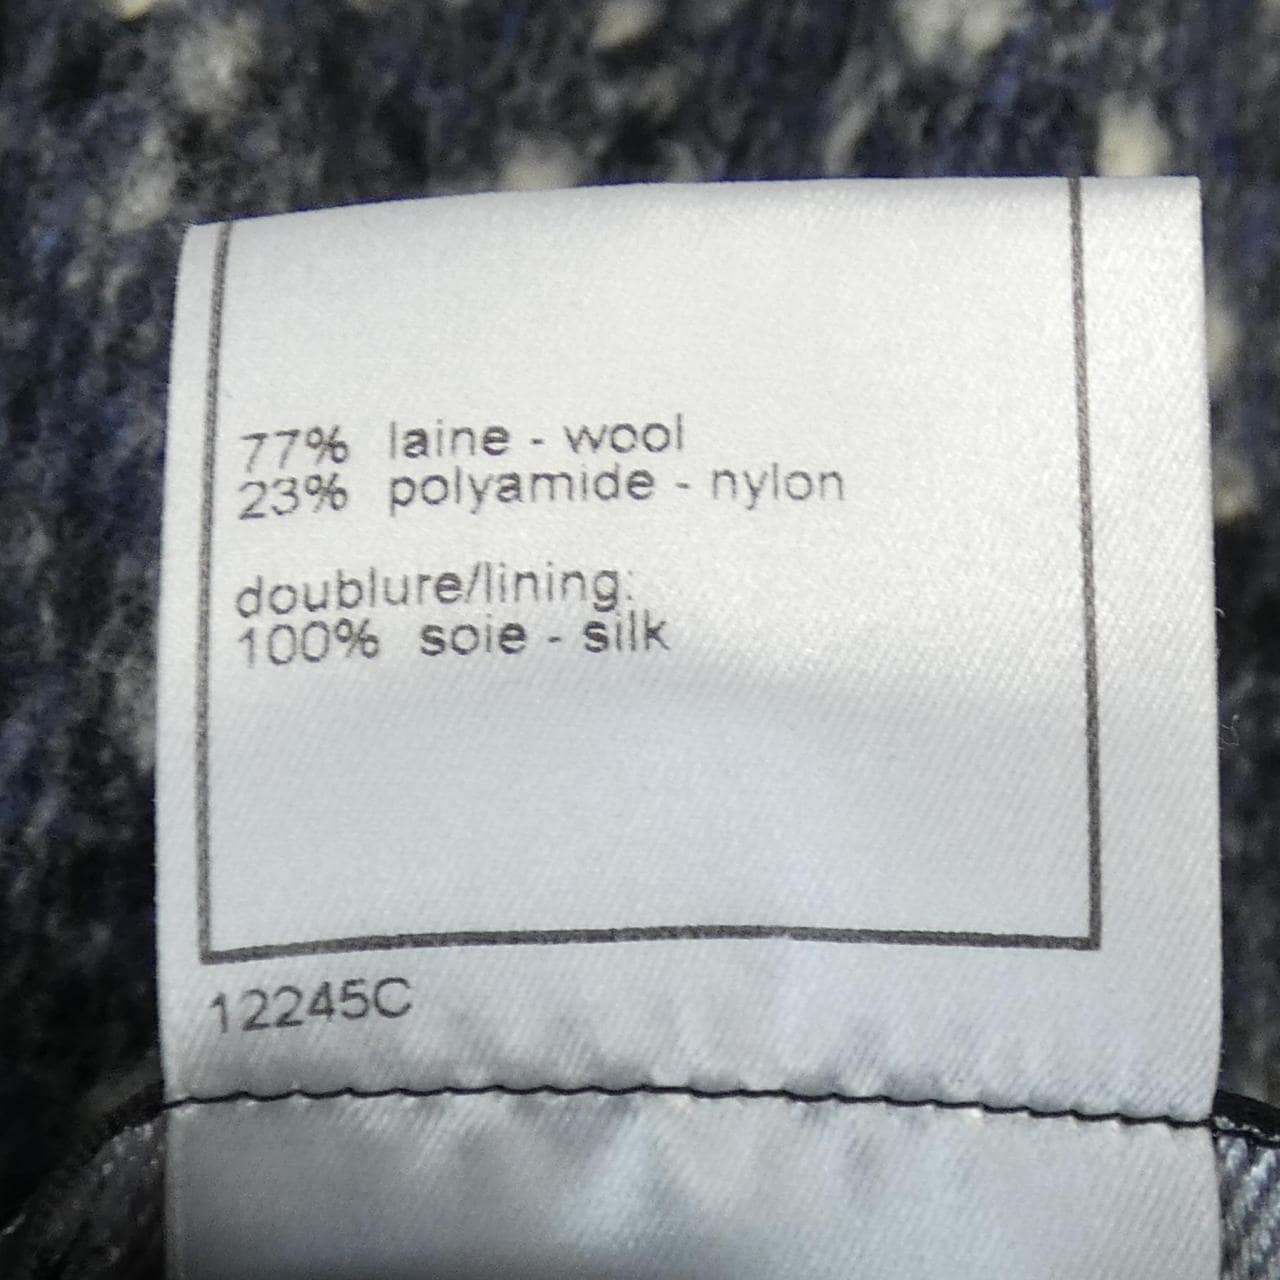 77% laine - wool
23% polyamide - nylon
doublure/lining:
100% soie - silk
12245C